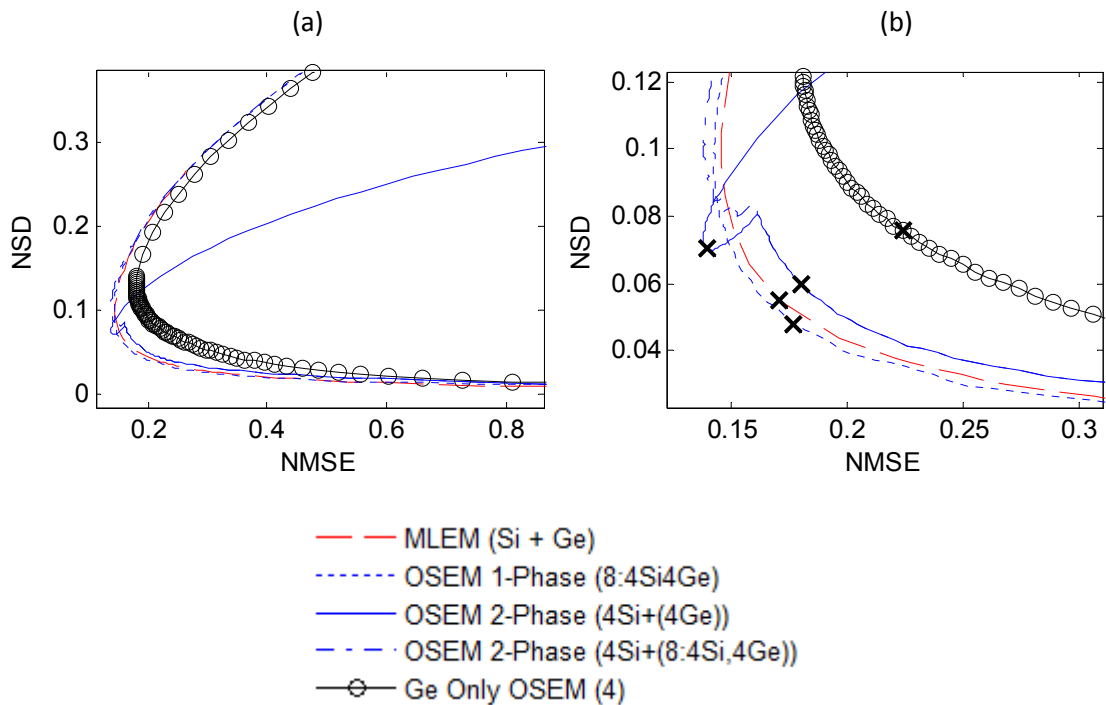 (a)
(b)
NSD
0.3
0.2
0.1
0
0.2
0.4
0.6
0.8
NMSE
NSD
0.12
0.1
0.08
0.06
0.04
0.15
0.2
0.25
0.3
NMSE
MLEM (Si + Ge)
OSEM 1-Phase (8:4Si4Ge)
OSEM 2-Phase (4Si+(4Ge))
OSEM 2-Phase (4Si+(8:4Si,4Ge))
Ge Only OSEM (4)